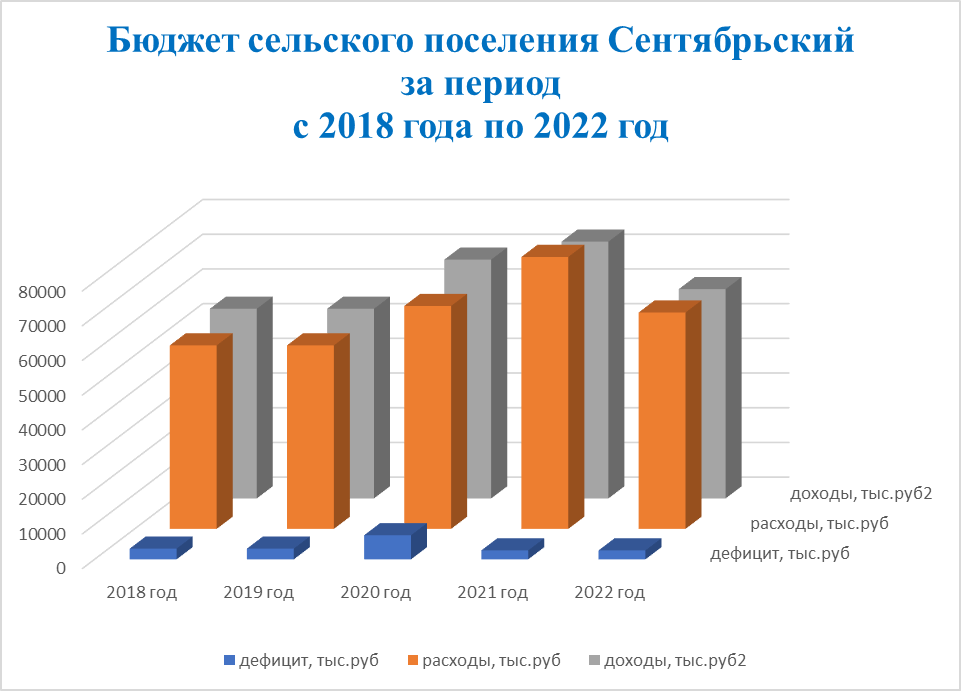 Бюджет сельского поселения Сентябрьский
за период
с 2018 года по 2022 год
80000
70000
60000
50000
40000
30000
20000
10000
0
доходы, тыс.руб2
расходы, тыс.руб
дефицит, тыс.руб
2018 год
2019 год
2020 год
2021 год
2022 год
дефицит, тыс.руб
расходы, тыс.руб
доходы, тыс.руб2